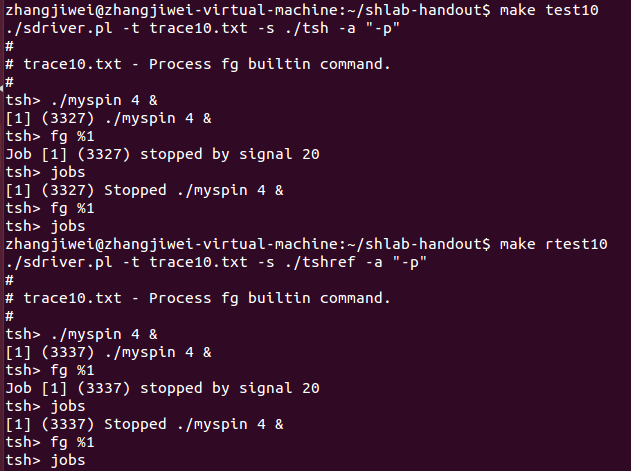 zhangjiwei@zhangjiwei-virtual-machine:~/shlab-handout$ make test10
./sdriver.pl -t trace10.txt -s ./tsh -a "-p"
#
# trace10.txt - Process fg builtin command.
#
tsh> ./myspin 4 &
[1] (3327) ./myspin 4 &
tsh> fg %1
Job [1] (3327) stopped by signal 20
tsh> jobs
[1] (3327) Stopped ./myspin 4 &
tsh> fg %1
tsh> jobs
zhangjiwei@zhangjiwei-virtual-machine:~/shlab-handout$ make rtest10
./sdriver.pl -t trace10.txt -s ./tshref -a "-p"
#
# trace10.txt - Process fg builtin command.
#
tsh> ./myspin 4 &
[1] (3337) ./myspin 4 &
tsh> fg %1
Job [1] (3337) stopped by signal 20
tsh> jobs
[1] (3337) Stopped ./myspin 4 &
tsh> fg %1
tsh> jobs